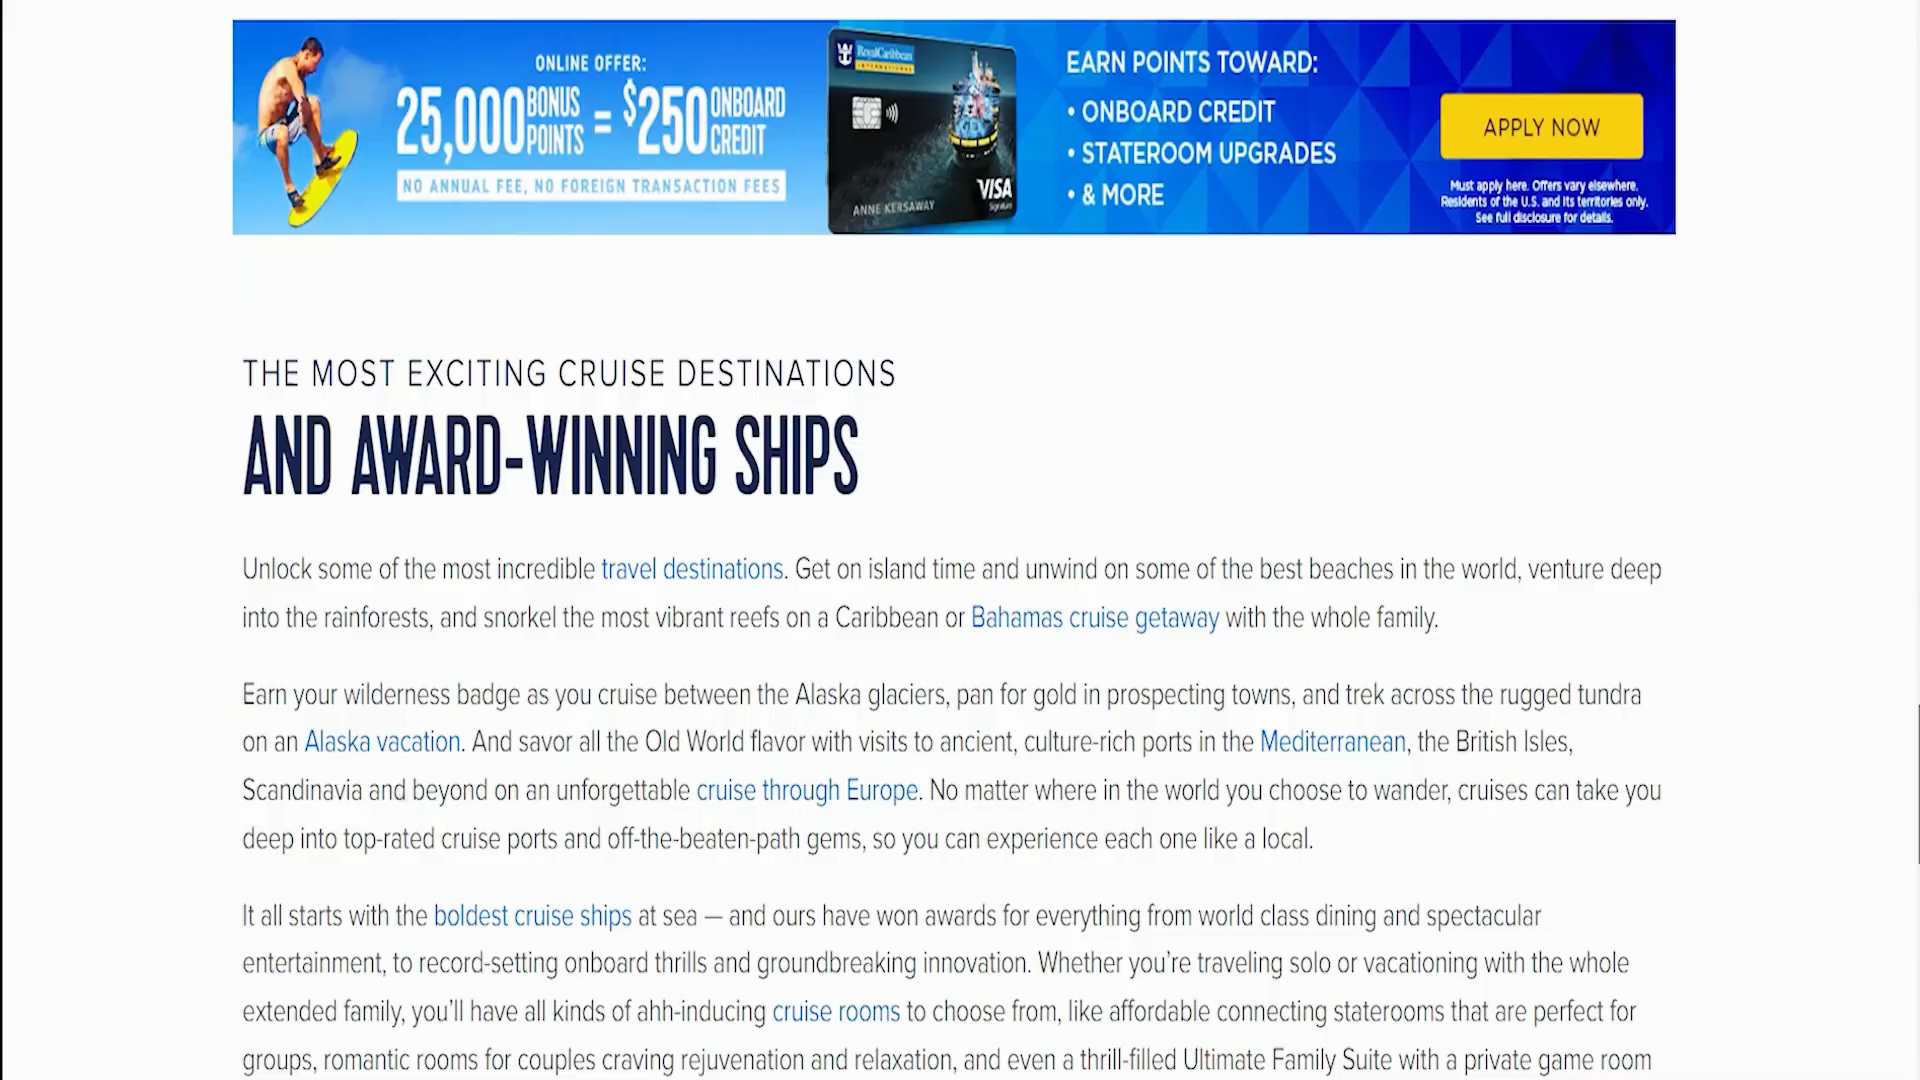 ONLINE OFFER:
25,000 BONUS POINTS = $250 ONBOARD CREDIT
NO ANNUAL FEE, NO FOREIGN TRANSACTION FEES
RoyalCaribbean
INTERNATIONAL
VISA
Signature
ANNE KERSAWAY
EARN POINTS TOWARD:
• ONBOARD CREDIT
• STATEROOM UPGRADES
• & MORE
APPLY NOW
Must apply here. Offers vary elsewhere.
Residents of the U.S. and its territories only.
See full disclosure for details.
THE MOST EXCITING CRUISE DESTINATIONS
AND AWARD-WINNING SHIPS
Unlock some of the most incredible travel destinations. Get on island time and unwind on some of the best beaches in the world, venture deep
into the rainforests, and snorkel the most vibrant reefs on a Caribbean or Bahamas cruise getaway with the whole family.
Earn your wilderness badge as you cruise between the Alaska glaciers, pan for gold in prospecting towns, and trek across the rugged tundra
on an Alaska vacation. And savor all the Old World flavor with visits to ancient, culture-rich ports in the Mediterranean, the British Isles,
Scandinavia and beyond on an unforgettable cruise through Europe. No matter where in the world you choose to wander, cruises can take you
deep into top-rated cruise ports and off-the-beaten-path gems, so you can experience each one like a local.
It all starts with the boldest cruise ships at sea — and ours have won awards for everything from world class dining and spectacular
entertainment, to record-setting onboard thrills and groundbreaking innovation. Whether you're traveling solo or vacationing with the whole
extended family, you'll have all kinds of ahh-inducing cruise rooms to choose from, like affordable connecting staterooms that are perfect for
groups, romantic rooms for couples craving rejuvenation and relaxation, and even a thrill-filled Ultimate Family Suite with a private game room